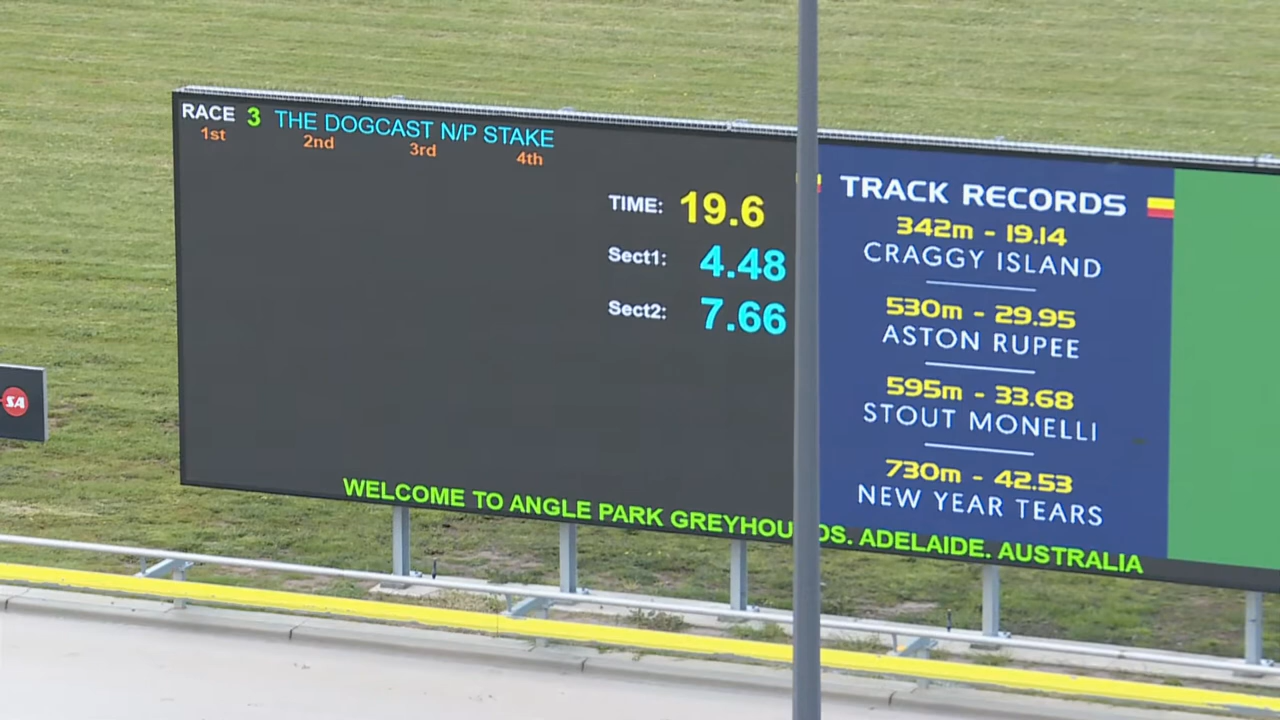 RACE 3 THE DOGCAST N/P STAKE
1st 2nd 3rd 4th
TIME: 19.6
Sect1: 4.48
Sect2: 7.66
TRACK RECORDS
342m - 19.14
CRAGGY ISLAND
530m - 29.95
ASTON RUPEE
595m - 33.68
STOUT MONELLI
730m - 42.53
NEW YEAR TEARS
WELCOME TO ANGLE PARK GREYHOUNDS. ADELAIDE. AUSTRALIA
SA